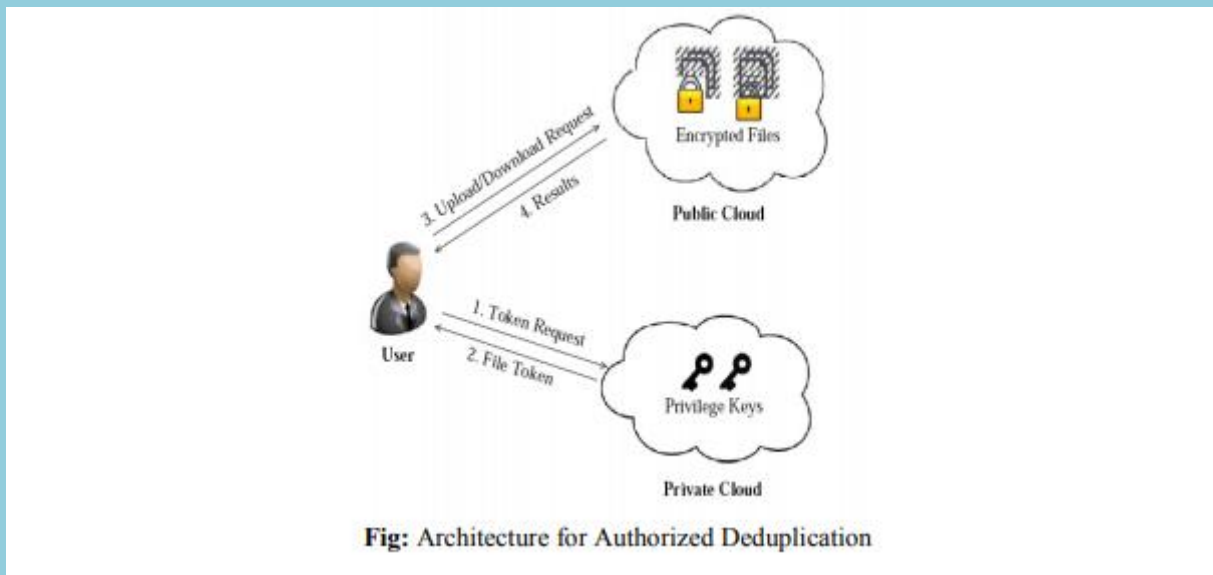 Encrypted Files
Public Cloud
3. Upload/Download Request
4. Results
User
1. Token Request
2. File Token
Privilege Keys
Private Cloud
Fig: Architecture for Authorized Deduplication